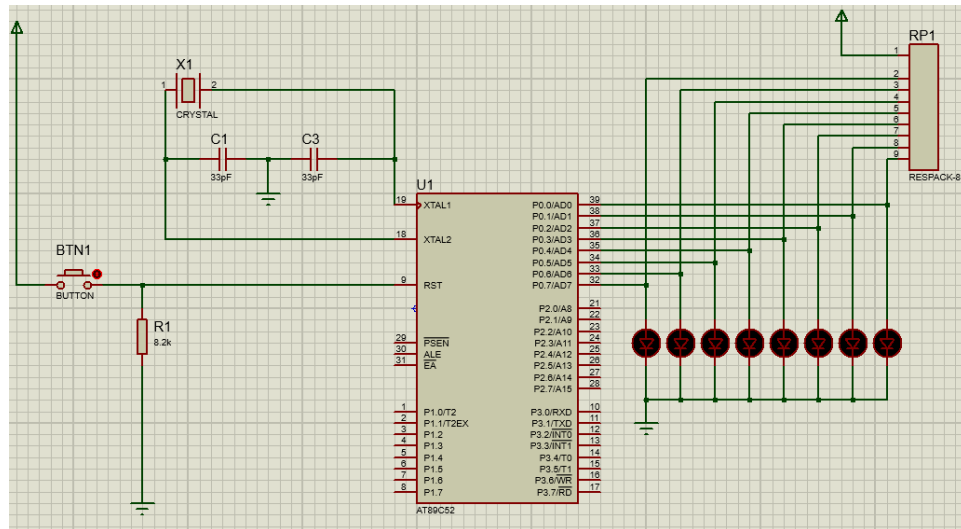 RP1
1
2
3
4
5
6
7
8
9
RESPACK-8
X1
1 2
CRYSTAL
C1 C3
33pF 33pF
U1
19 XTAL1 P0.0/AD0 39
P0.1/AD1 38
P0.2/AD2 37
18 XTAL2 P0.3/AD3 36
P0.4/AD4 35
P0.5/AD5 34
P0.6/AD6 33
9 RST P0.7/AD7 32
BTN1
BUTTON
R1
8.2k
P2.0/A8 21
P2.1/A9 22
P2.2/A10 23
29 PSEN P2.3/A11 24
30 ALE P2.4/A12 25
31 EA P2.5/A13 26
P2.6/A14 27
P2.7/A15 28
1 P1.0/T2 P3.0/RXD 10
2 P1.1/T2EX P3.1/TXD 11
3 P1.2 P3.2/INT0 12
4 P1.3 P3.3/INT1 13
5 P1.4 P3.4/T0 14
6 P1.5 P3.5/T1 15
7 P1.6 P3.6/WR 16
8 P1.7 P3.7/RD 17
AT89C52